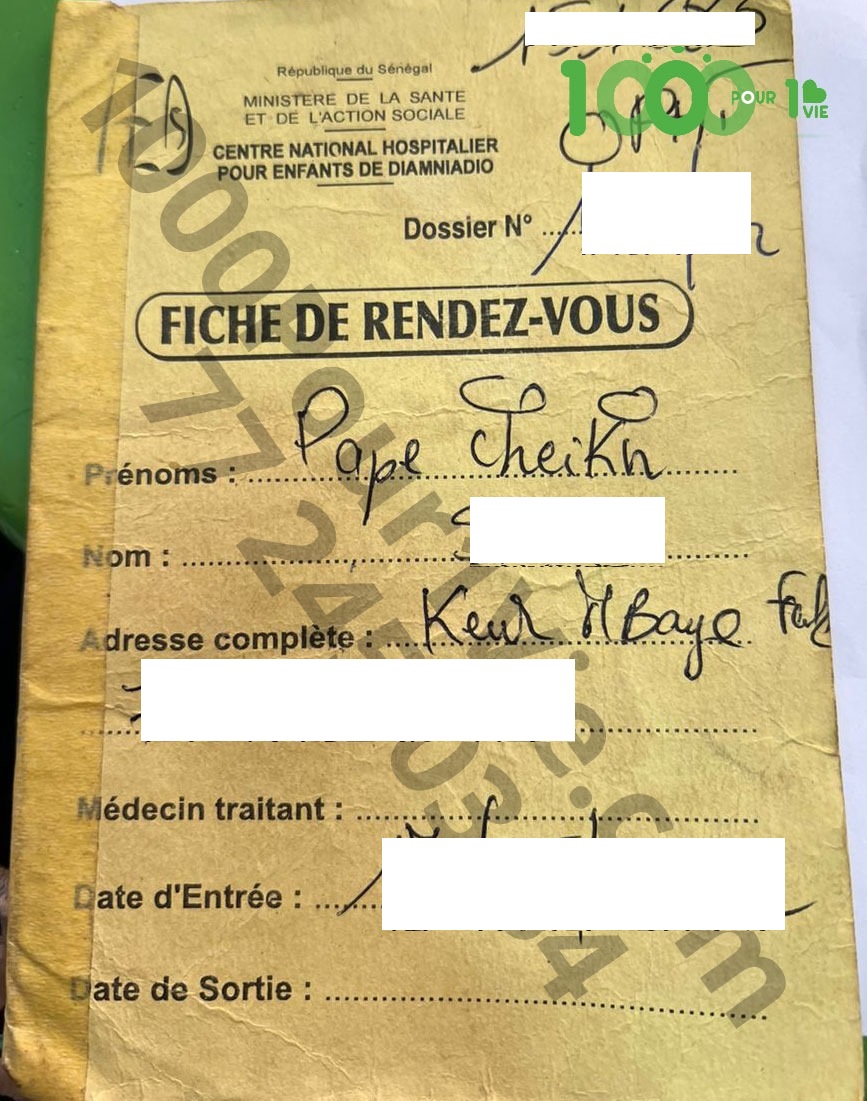 République du Sénégal
MINISTERE DE LA SANTE
ET DE L'ACTION SOCIALE
CENTRE NATIONAL HOSPITALIER
POUR ENFANTS DE DIAMNIADIO
1000 POUR 1 VIE
Dossier N°
FICHE DE RENDEZ-VOUS
Prénoms : Pape Cheikh
Nom :
Adresse complète : Keur MBaye Fall
Médecin traitant :
Date d'Entrée :
Date de Sortie :